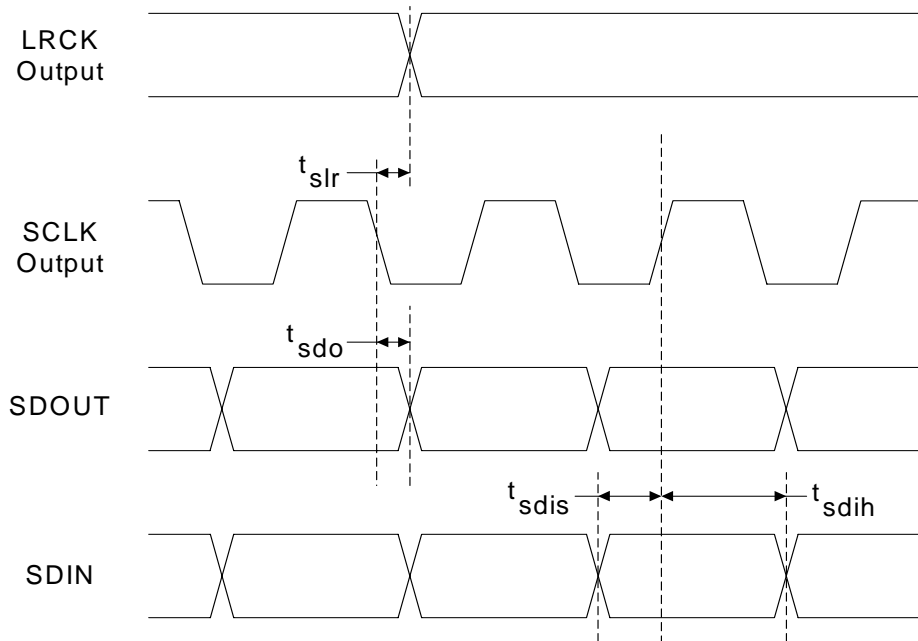 LRCK
Output
t slr
SCLK
Output
t sdo
SDOUT
t sdis
t sdih
SDIN